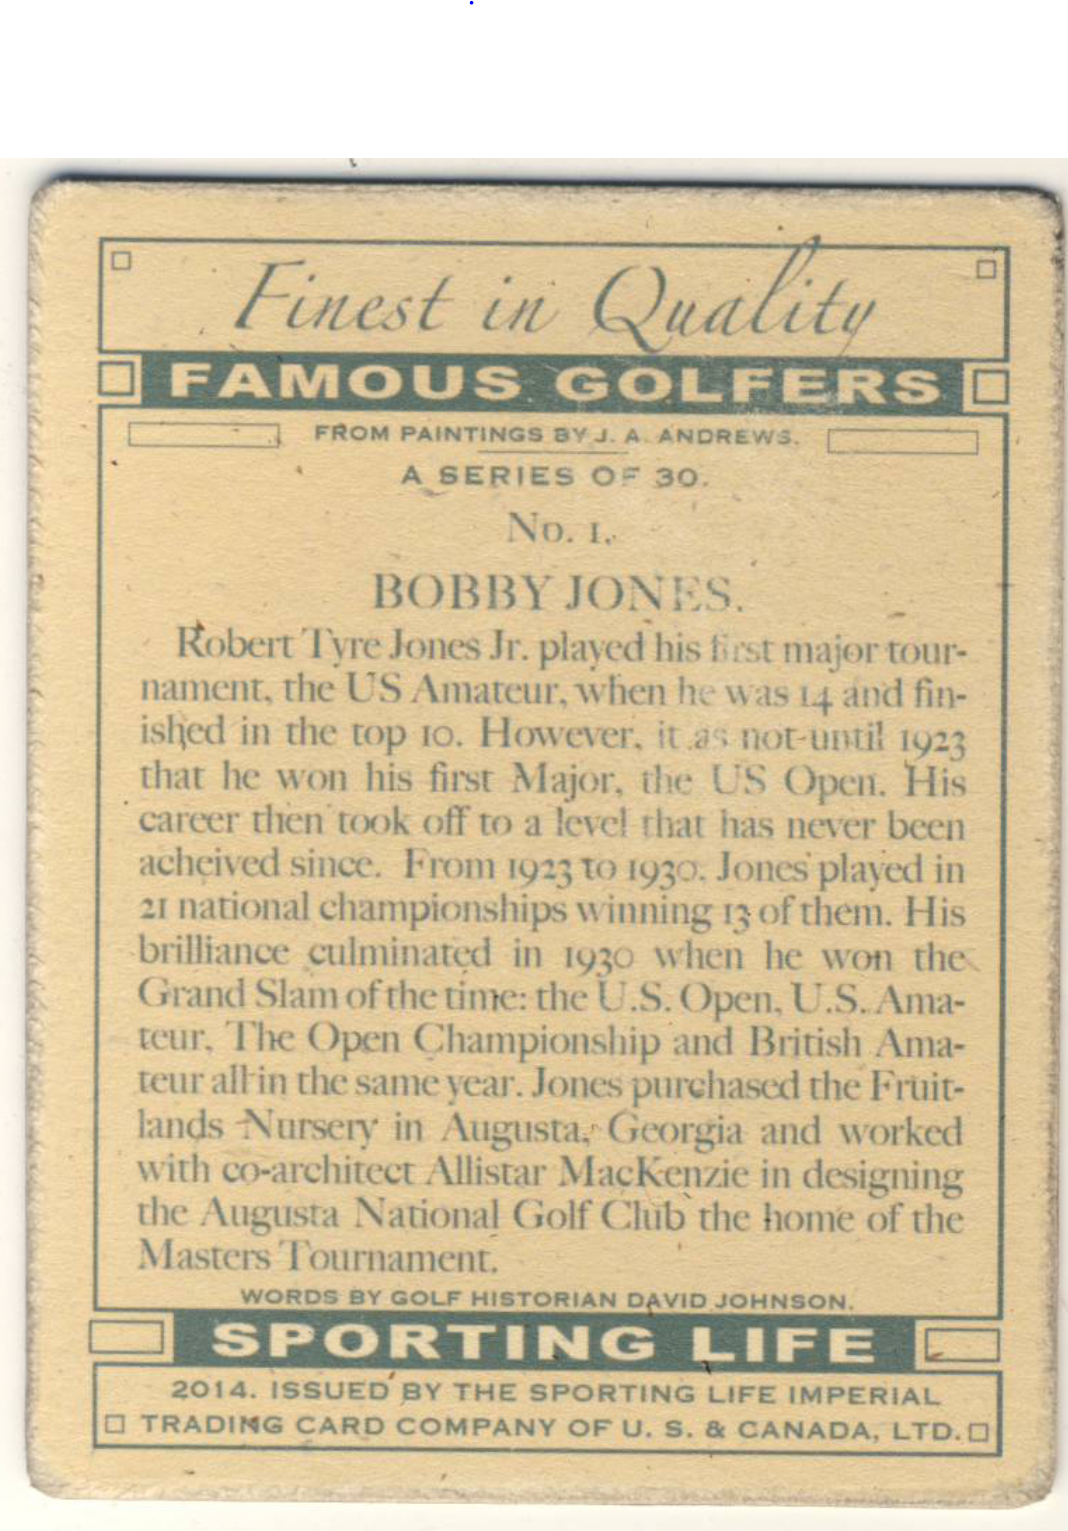 Finest in Quality
FAMOUS GOLFERS
FROM PAINTINGS BY J. A. ANDREWS.
A SERIES OF 30.
No. 1.
BOBBY JONES.
Robert Tyre Jones Jr. played his first major tour-
nament, the US Amateur, when he was 14 and fin-
ished in the top 10. However, it as not until 1923
that he won his first Major, the US Open. His
career then took off to a level that has never been
acheived since. From 1923 to 1930. Jones played in
21 national championships winning 13 of them. His
brilliance culminated in 1930 when he won the
Grand Slam of the time: the U.S. Open, U.S. Ama-
teur, The Open Championship and British Ama-
teur all in the same year. Jones purchased the Fruit-
lands Nursery in Augusta, Georgia and worked
with co-architect Allistar MacKenzie in designing
the Augusta National Golf Club the home of the
Masters Tournament.
WORDS BY GOLF HISTORIAN DAVID JOHNSON.
SPORTING LIFE
2014. ISSUED BY THE SPORTING LIFE IMPERIAL
TRADING CARD COMPANY OF U. S. & CANADA, LTD.